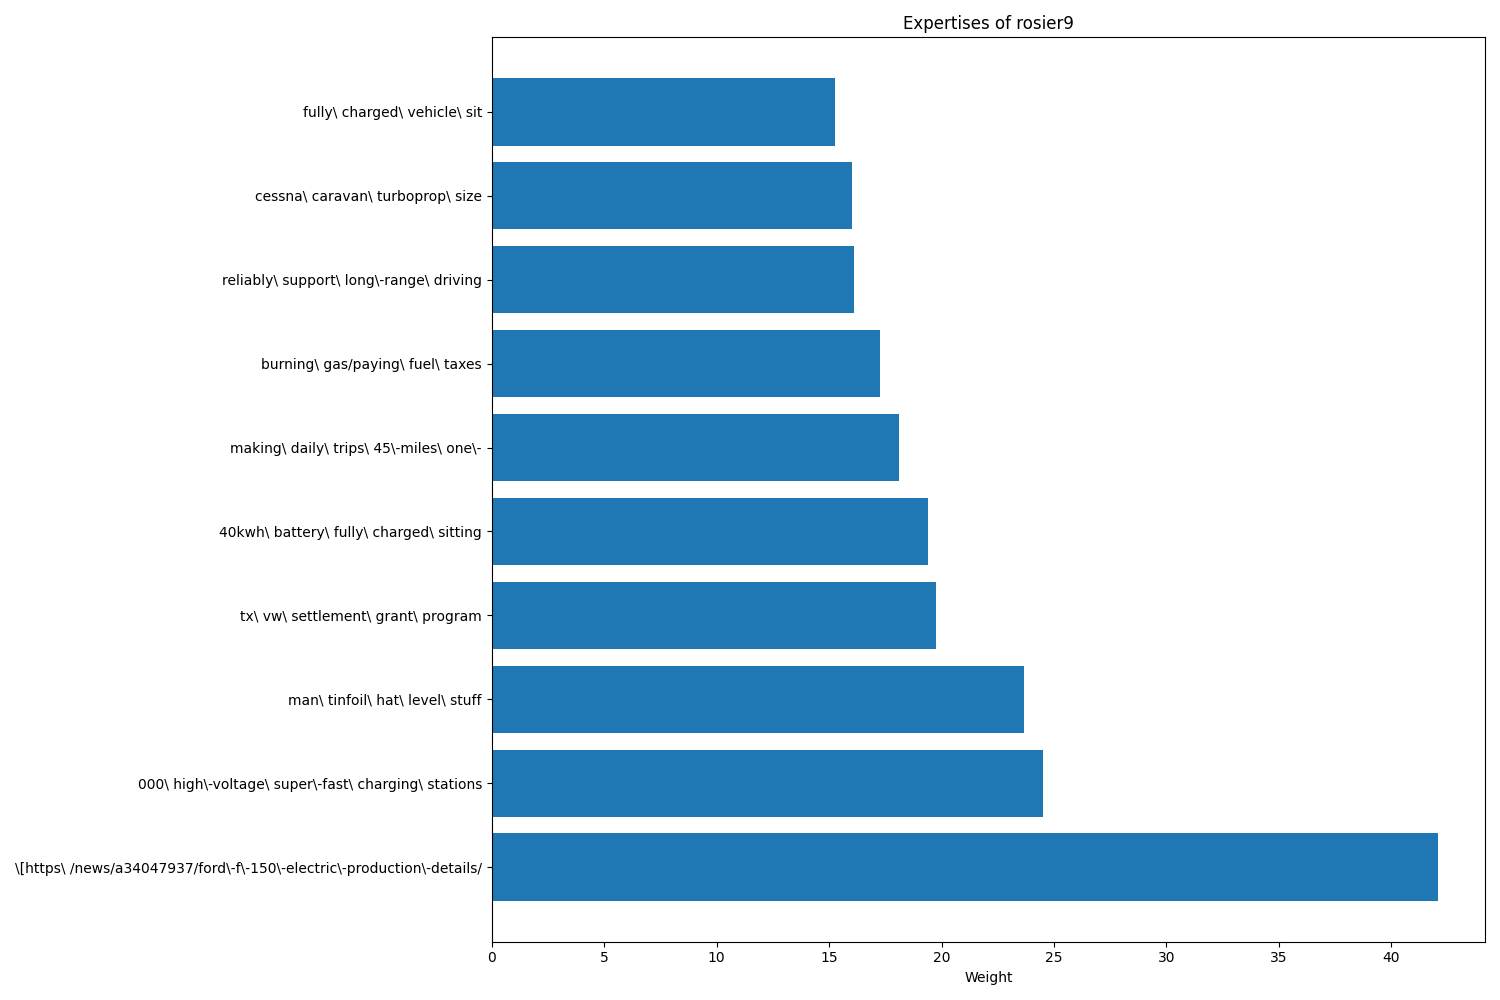 Expertises of rosier9
fully\ charged\ vehicle\ sit
cessna\ caravan\ turboprop\ size
reliably\ support\ long\-range\ driving
burning\ gas/paying\ fuel\ taxes
making\ daily\ trips\ 45\-miles\ one\-
40kwh\ battery\ fully\ charged\ sitting
tx\ vw\ settlement\ grant\ program
man\ tinfoil\ hat\ level\ stuff
000\ high\-voltage\ super\-fast\ charging\ stations
\[https\ /news/a34047937/ford\-f\-150\-electric\-production\-details/
0 5 10 15 20 25 30 35 40
Weight